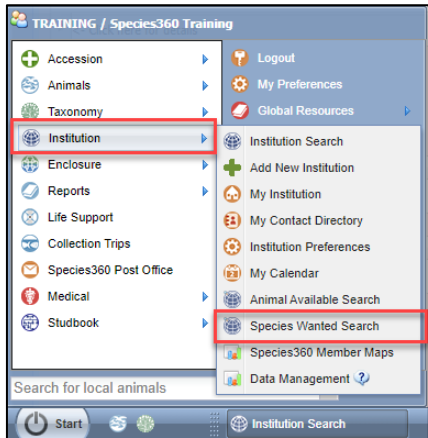 TRAINING / Species360 Training
Accession
Animals
Taxonomy
Institution
Enclosure
Reports
Life Support
Collection Trips
Species360 Post Office
Medical
Studbook
Logout
My Preferences
Global Resources
Institution Search
Add New Institution
My Institution
My Contact Directory
Institution Preferences
My Calendar
Animal Available Search
Species Wanted Search
Species360 Member Maps
Data Management
Search for local animals
Start
Institution Search